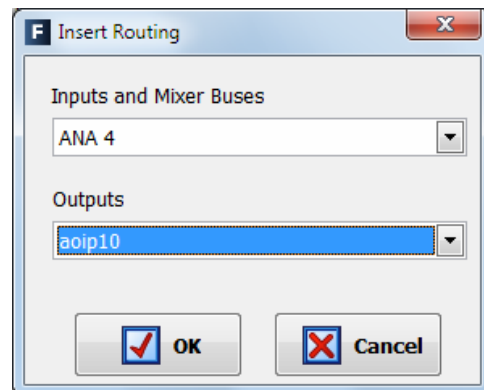 F Insert Routing
Inputs and Mixer Buses
ANA 4
Outputs
aoip10
OK
Cancel